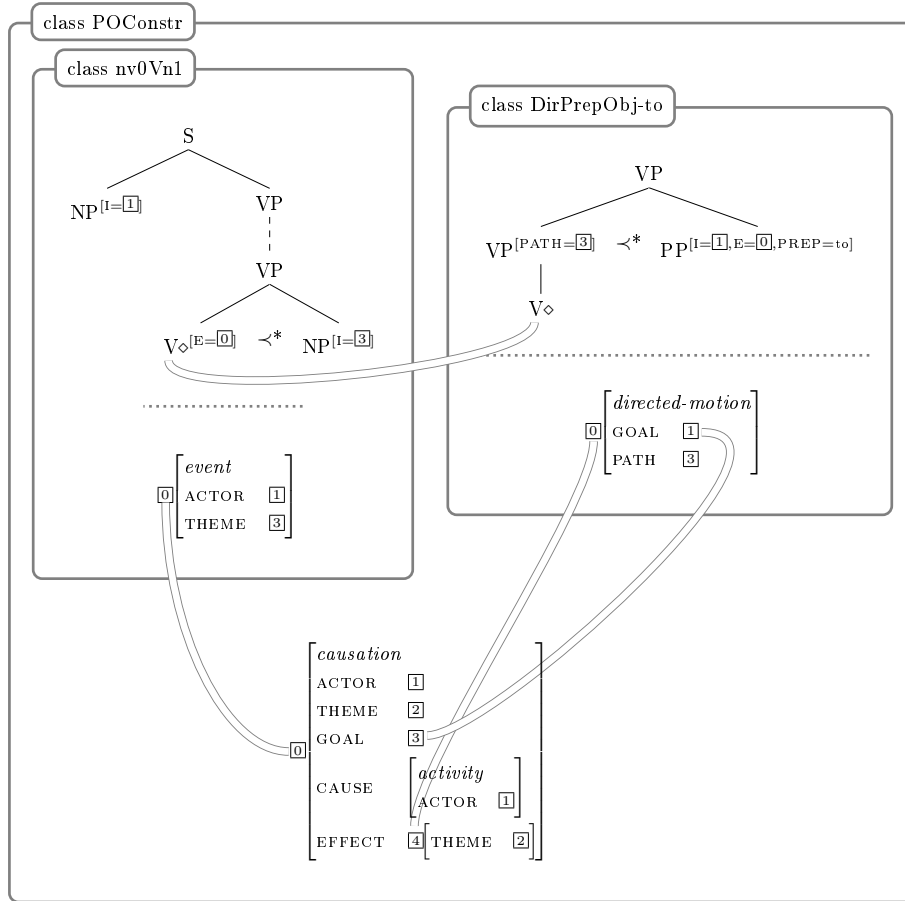 class POConstr
class nv0Vn1
S
NP[I=1]
VP
VP
V⋄[E=0] ≺* NP[I=3]
event
0 ACTOR 1
THEME 3
class DirPrepObj-to
VP
VP[PATH=3] ≺* PP[I=1,E=0,PREP=to]
V⋄
directed-motion
0 GOAL 1
PATH 3
causation
ACTOR 1
THEME 2
GOAL 3
0
CAUSE activity
ACTOR 1
EFFECT 4 [THEME 2]